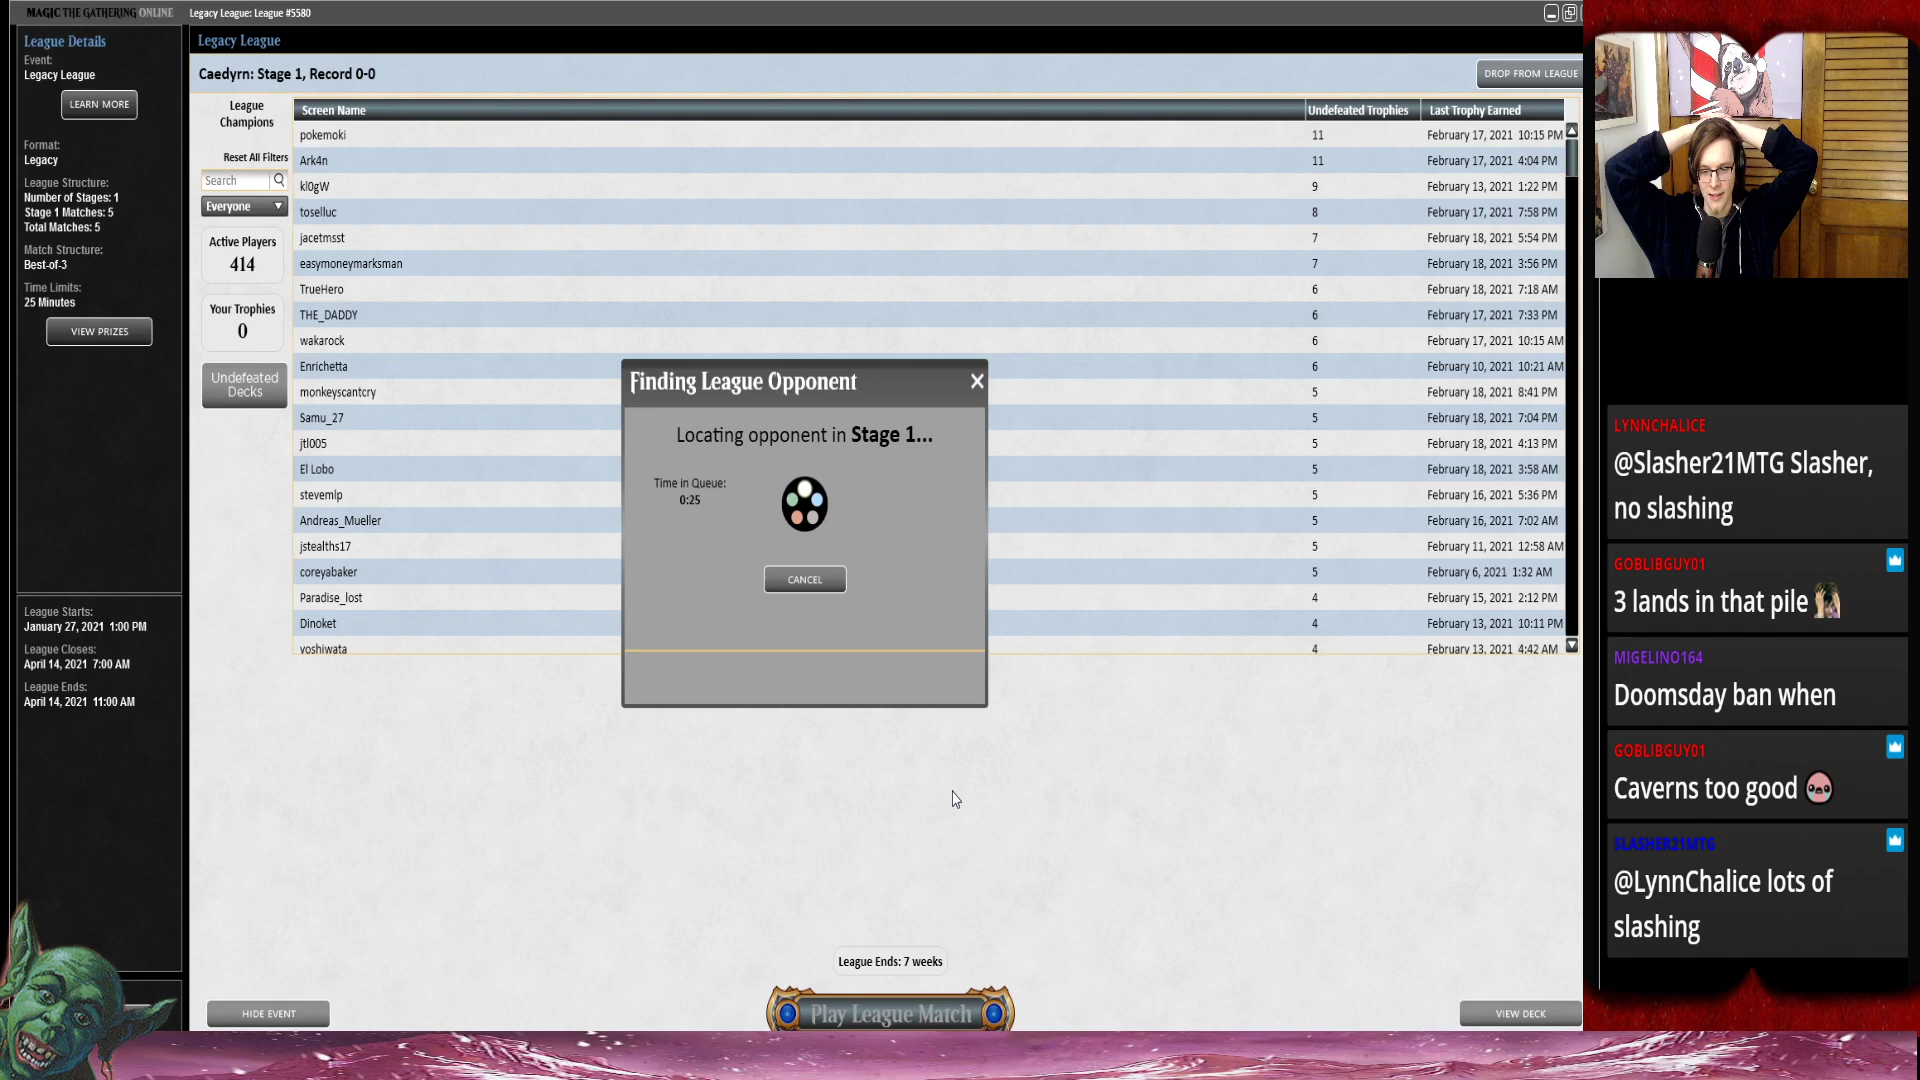 MAGIC THE GATHERING ONLINE
Legacy League: League #5580
League Details
Event:
Legacy League
LEARN MORE
Format:
Legacy
League Structure:
Number of Stages: 1
Stage 1 Matches: 5
Total Matches: 5
Match Structure:
Best-of-3
Time Limits:
25 Minutes
VIEW PRIZES
League Starts:
January 27, 2021 1:00 PM
League Closes:
April 14, 2021 7:00 AM
League Ends:
April 14, 2021 11:00 AM
Legacy League
Caedyrn: Stage 1, Record 0-0
DROP FROM LEAGUE
League
Champions
Reset All Filters
Search
Everyone
Active Players
414
Your Trophies
0
Undefeated
Decks
Screen Name Undefeated Trophies Last Trophy Earned
pokemoki 11 February 17, 2021 10:15 PM
Ark4n 11 February 17, 2021 4:04 PM
kl0gW 9 February 13, 2021 1:22 PM
toselluc 8 February 17, 2021 7:58 PM
jacetmsst 7 February 18, 2021 5:54 PM
easymoneymarksman 7 February 18, 2021 3:56 PM
TrueHero 6 February 18, 2021 7:18 AM
THE_DADDY 6 February 17, 2021 7:33 PM
wakarock 6 February 17, 2021 10:15 AM
Enrichetta 6 February 10, 2021 10:21 AM
monkeyscantcry 5 February 18, 2021 8:41 PM
Samu_27 5 February 18, 2021 7:04 PM
jtl005 5 February 18, 2021 4:13 PM
El Lobo 5 February 18, 2021 3:58 AM
stevemlp 5 February 16, 2021 5:36 PM
Andreas_Mueller 5 February 16, 2021 7:02 AM
jstealths17 5 February 11, 2021 12:58 AM
coreyabaker 5 February 6, 2021 1:32 AM
Paradise_lost 4 February 15, 2021 2:12 PM
Dinoket 4 February 13, 2021 10:11 PM
yoshiwata 4 February 13, 2021 4:42 AM
Finding League Opponent
Locating opponent in Stage 1...
Time in Queue:
0:25
CANCEL
League Ends: 7 weeks
HIDE EVENT
Play League Match
VIEW DECK
LYNNCHALICE
@Slasher21MTG Slasher,
no slashing
GOBLIBGUY01
3 lands in that pile
MIGELINO164
Doomsday ban when
GOBLIBGUY01
Caverns too good
SLASHER21MTG
@LynnChalice lots of
slashing